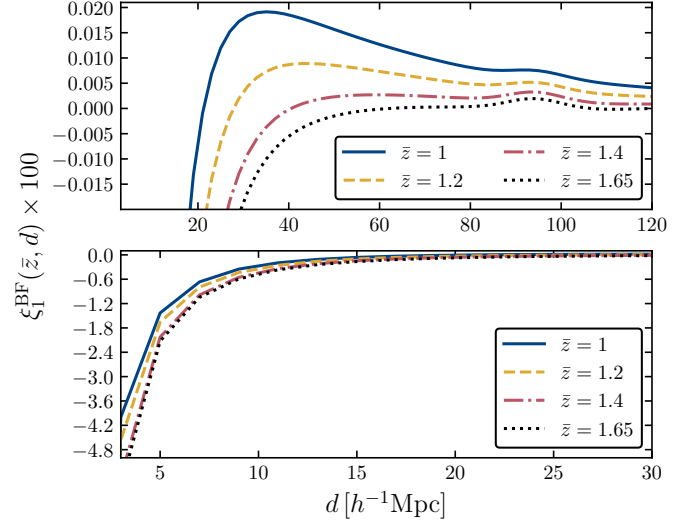 0.020
0.015
0.010
0.005
0.000
−0.005
−0.010
−0.015
z̄ = 1
z̄ = 1.2
z̄ = 1.4
z̄ = 1.65
20 40 60 80 100 120
ξ₁^BF(z̄, d) × 100
0.0
−0.6
−1.2
−1.8
−2.4
−3.0
−3.6
−4.2
−4.8
z̄ = 1
z̄ = 1.2
z̄ = 1.4
z̄ = 1.65
5 10 15 20 25 30
d [h⁻¹Mpc]